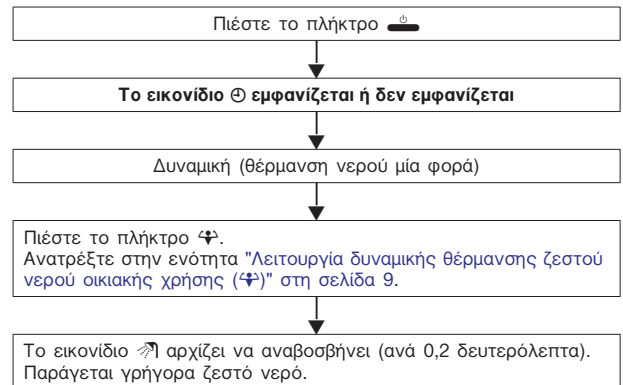 Πιέστε το πλήκτρο
Το εικονίδιο εμφανίζεται ή δεν εμφανίζεται
Δυναμική (θέρμανση νερού μία φορά)
Πιέστε το πλήκτρο .
Ανατρέξτε στην ενότητα "Λειτουργία δυναμικής θέρμανσης ζεστού
νερού οικιακής χρήσης ( )" στη σελίδα 9.
Το εικονίδιο αρχίζει να αναβοσβήνει (ανά 0,2 δευτερόλεπτα).
Παράγεται γρήγορα ζεστό νερό.